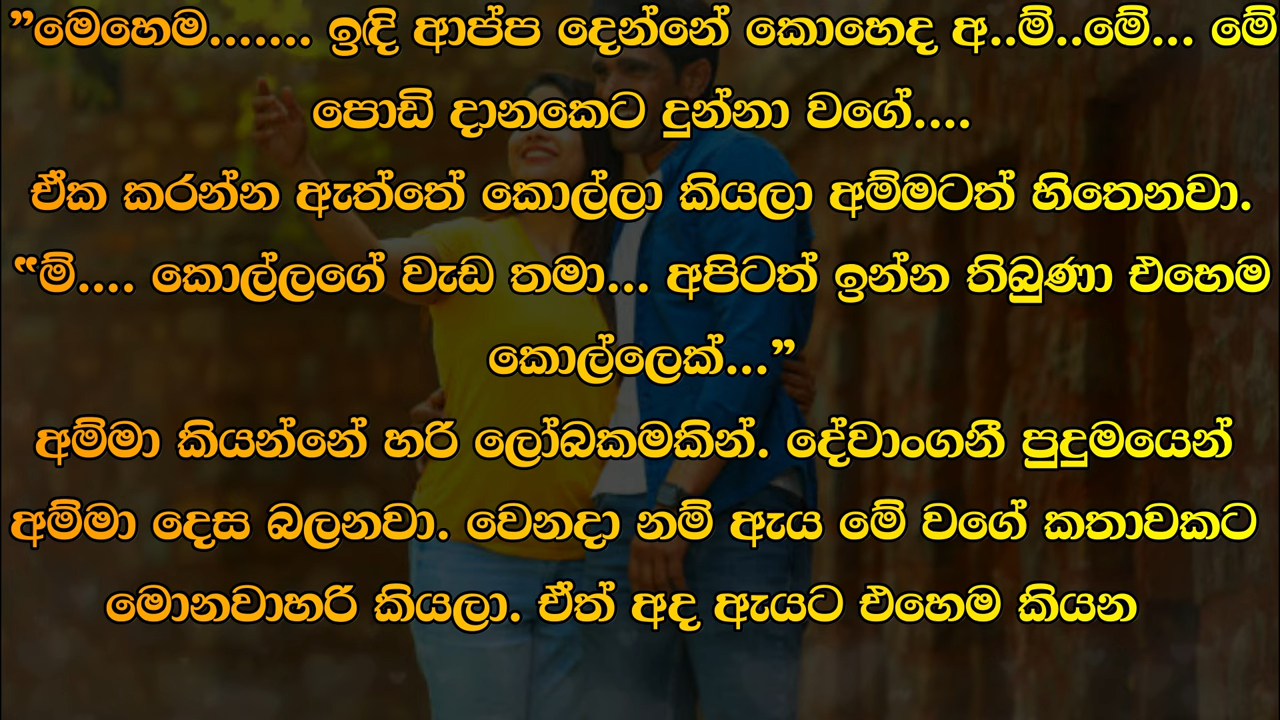 ”මෙහෙම....... ඉඳි ආප්ප දෙන්නේ කොහෙද අ..ම්..මේ... මේ
පොඩි දානකෙට දුන්නා වගේ....
ඒක කරන්න ඇත්තේ කොල්ලා කියලා අම්මටත් හිතෙනවා.
“ම්.... කොල්ලගේ වැඩ තමා... අපිටත් ඉන්න තිබුණා එහෙම
කොල්ලෙක්...”
අම්මා කියන්නේ හරි ලෝබකමකින්. දේවාංගනී පුදුමයෙන්
අම්මා දෙස බලනවා. වෙනදා නම් ඇය මේ වගේ කතාවකට
මොනවාහරි කියලා. ඒත් අද ඇයට එහෙම කියන